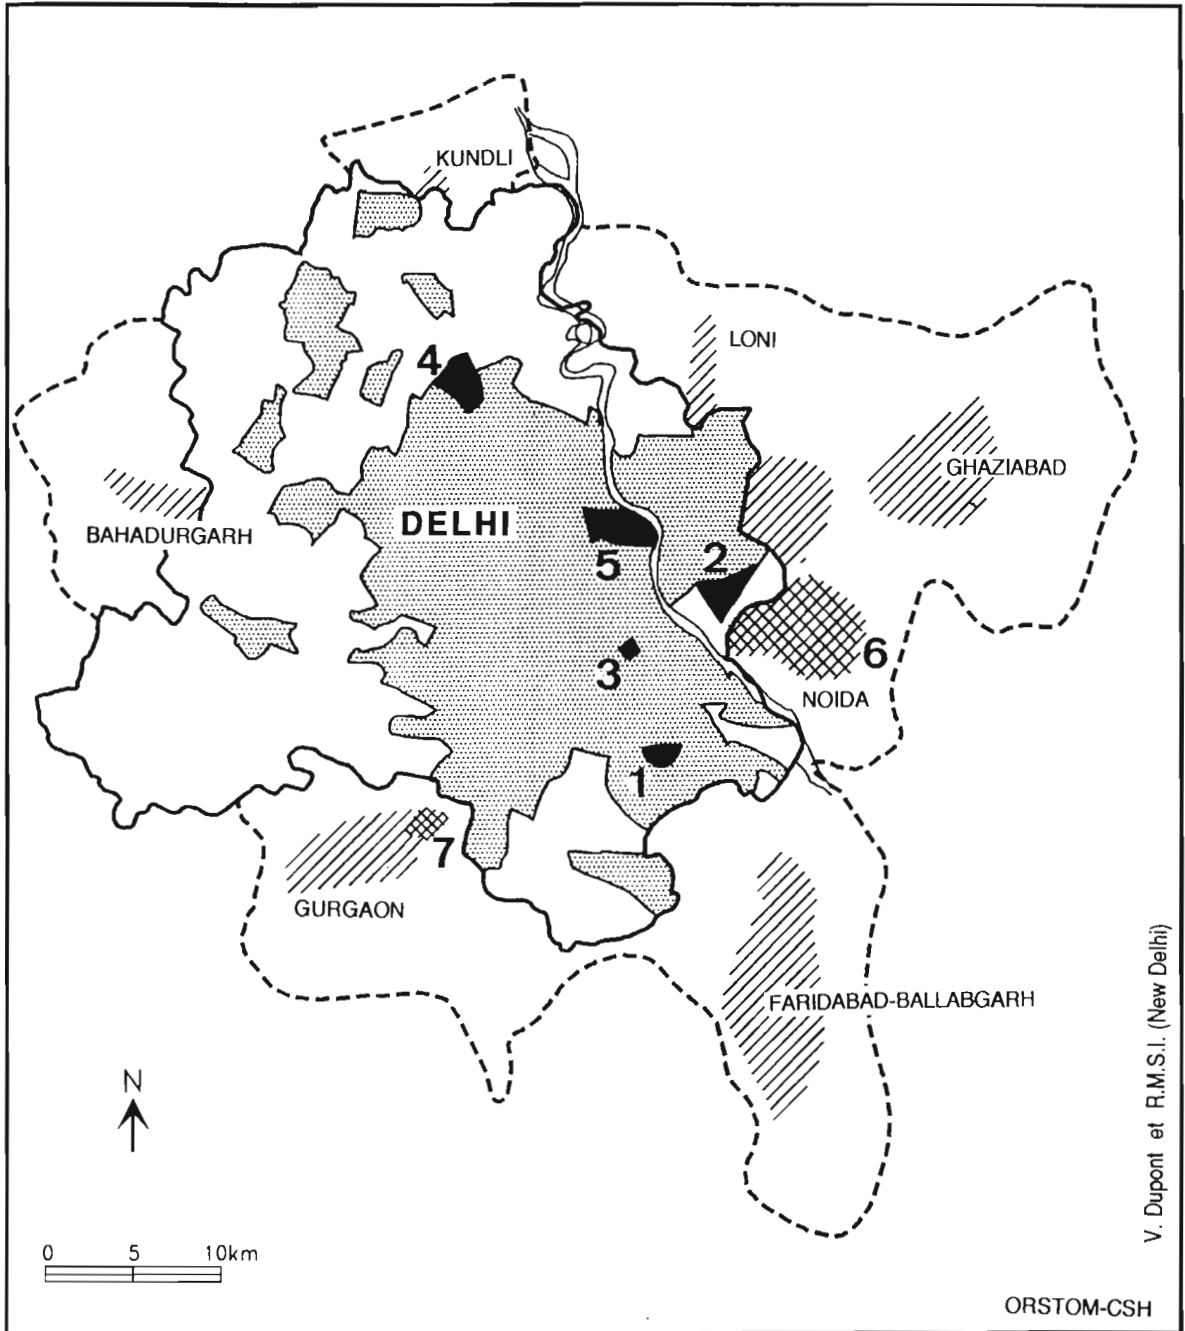 KUNDLI
LONI
4
GHAZIABAD
DELHI
BAHADURGARH
5
2
6
3
NOIDA
1
7
GURGAON
FARIDABAD-BALLABGARH
N
V. Dupont et R.M.S.I. (New Delhi)
0 5 10km
ORSTOM-CSH